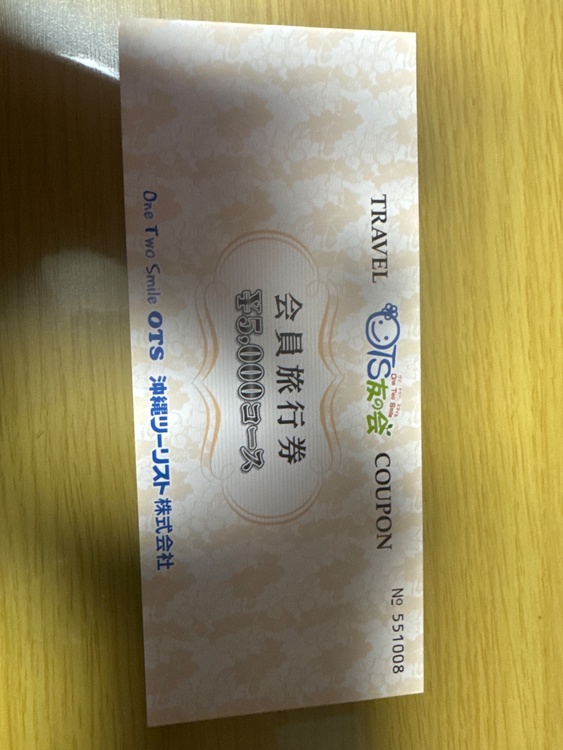 TRAVEL OTS友の会 COUPON
One Two Smile
№ 551008
会員旅行券
¥5,000コース
One Two Smile OTS 沖縄ツーリスト株式会社